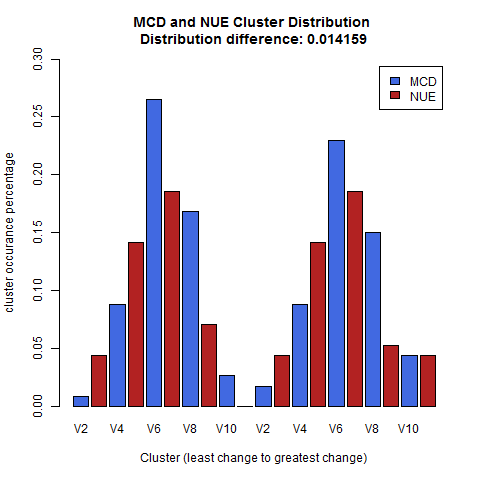 MCD and NUE Cluster Distribution
Distribution difference: 0.014159
MCD
NUE
cluster occurance percentage
0.30
0.25
0.20
0.15
0.10
0.05
0.00
V2 V4 V6 V8 V10 V2 V4 V6 V8 V10
Cluster (least change to greatest change)